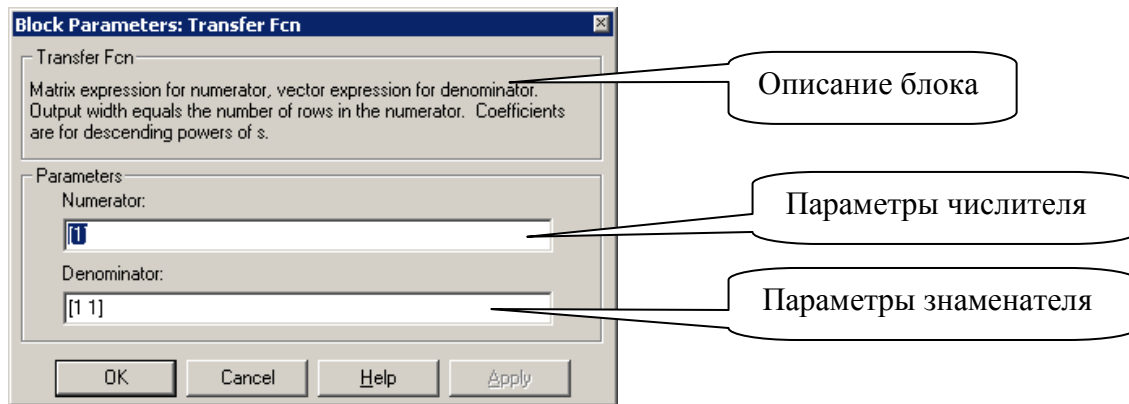 Block Parameters: Transfer Fcn
Transfer Fcn
Matrix expression for numerator, vector expression for denominator.
Output width equals the number of rows in the numerator. Coefficients
are for descending powers of s.
Описание блока
Parameters
Numerator:
[1]
Параметры числителя
Denominator:
[1 1]
Параметры знаменателя
OK Cancel Help Apply